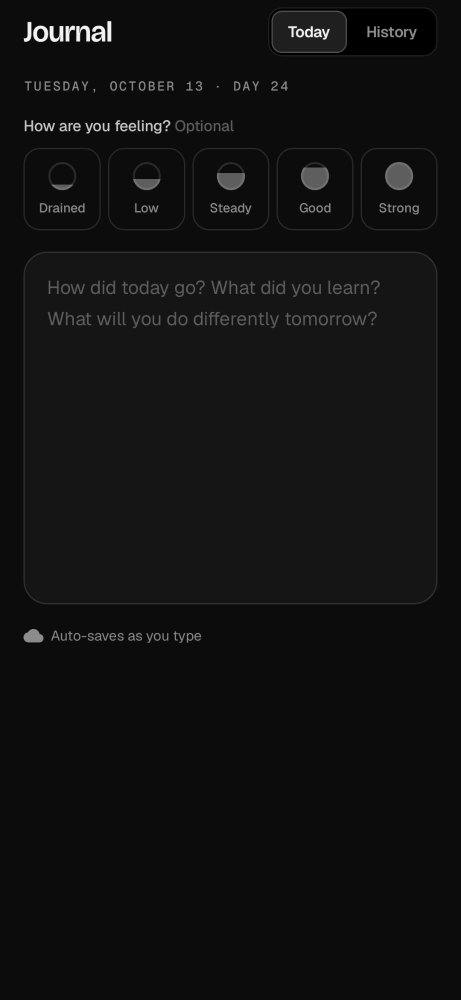 Journal
Today
History
TUESDAY, OCTOBER 13 · DAY 24
How are you feeling? Optional
Drained
Low
Steady
Good
Strong
How did today go? What did you learn?
What will you do differently tomorrow?
Auto-saves as you type